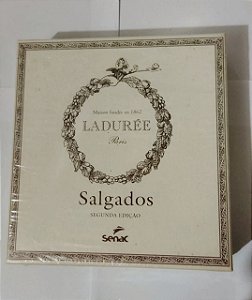 Maison fondée en 1862
LADURÉE
Paris
Salgados
SEGUNDA EDIÇÃO
Senac